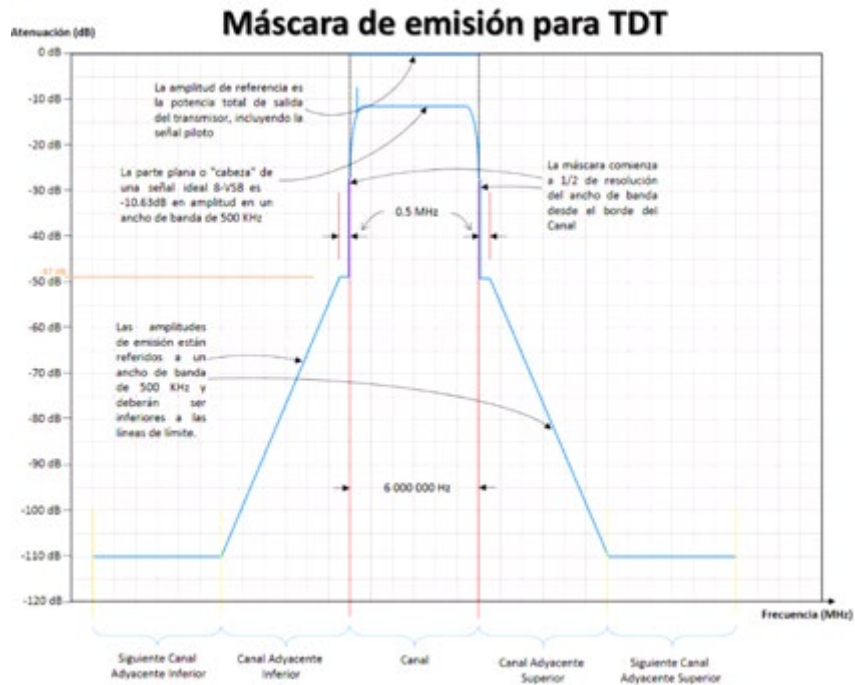 Máscara de emisión para TDT
Atenuación (dB)
0 dB
-10 dB
-20 dB
-30 dB
-40 dB
-50 dB
-60 dB
-70 dB
-80 dB
-90 dB
-100 dB
-110 dB
-120 dB
La amplitud de referencia es
la potencia total de salida
del transmisor, incluyendo la
señal piloto
La parte plana o "cabeza" de
una señal ideal 8-VSB es
-10.63dB en amplitud en un
ancho de banda de 500 KHz
La máscara comienza
a 1/2 de resolución
del ancho de banda
desde el borde del
Canal
0.5 MHz
-47 dB
Las amplitudes
de emisión están
referidos a un
ancho de banda
de 500 KHz y
deberán ser
inferiores a las
líneas de límite.
6 000 000 Hz
Frecuencia (MHz)
Siguiente Canal
Adyacente Inferior
Canal Adyacente
Inferior
Canal
Canal Adyacente
Superior
Siguiente Canal
Adyacente Superior